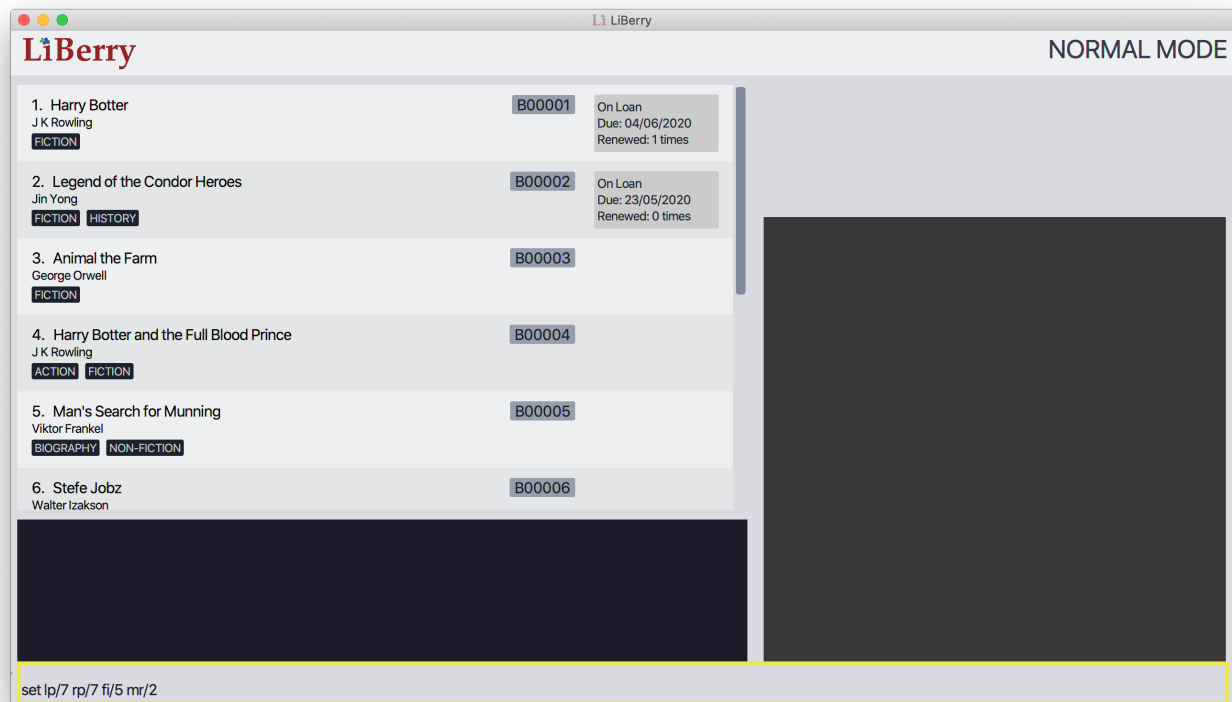 LiBerry
LiBerry
NORMAL MODE
1. Harry Botter
J K Rowling
FICTION
B00001
On Loan
Due: 04/06/2020
Renewed: 1 times
2. Legend of the Condor Heroes
Jin Yong
FICTION HISTORY
B00002
On Loan
Due: 23/05/2020
Renewed: 0 times
3. Animal the Farm
George Orwell
FICTION
B00003
4. Harry Botter and the Full Blood Prince
J K Rowling
ACTION FICTION
B00004
5. Man's Search for Munning
Viktor Frankel
BIOGRAPHY NON-FICTION
B00005
6. Stefe Jobz
Walter Izakson
B00006
set lp/7 rp/7 fi/5 mr/2